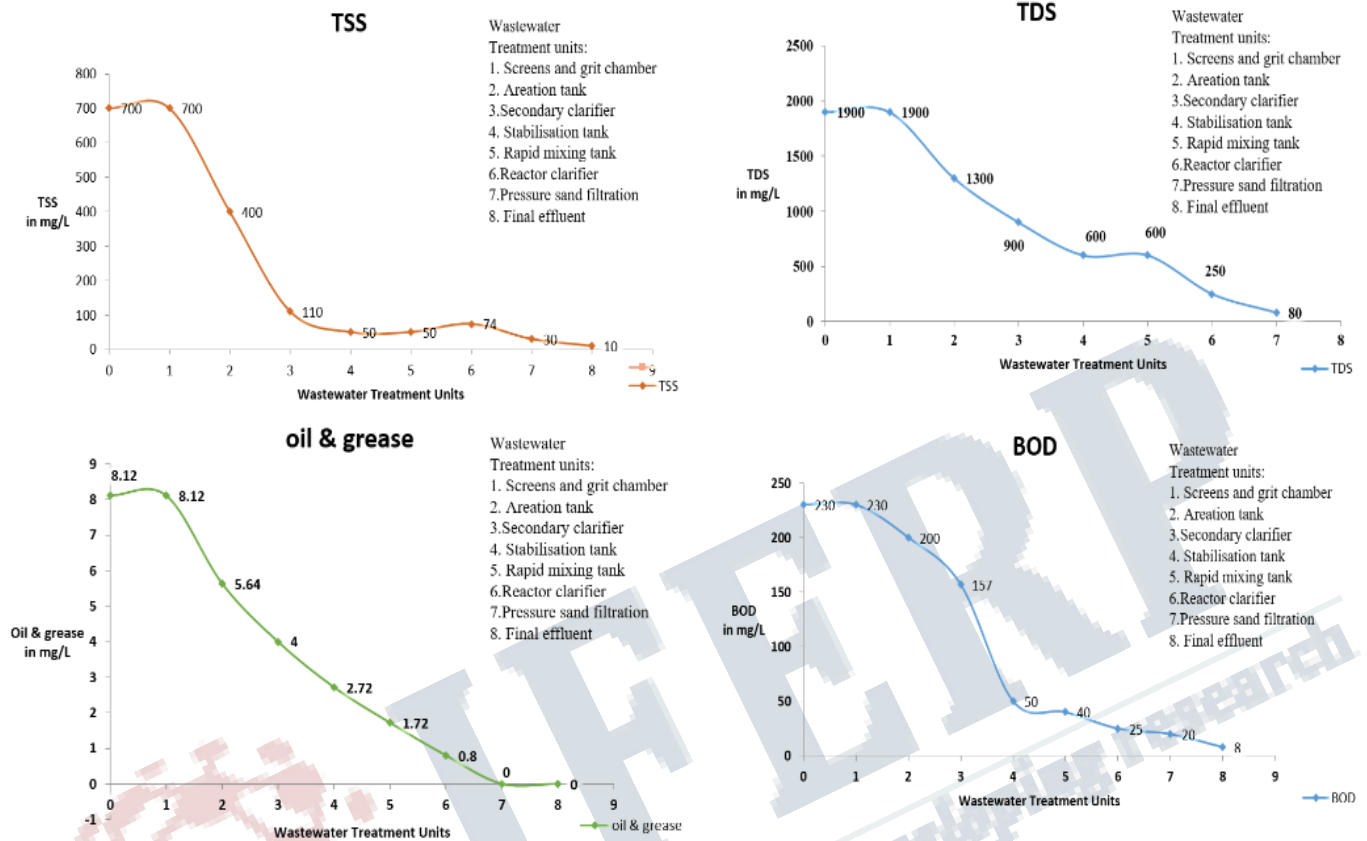 TSS
Wastewater
Treatment units:
1. Screens and grit chamber
2. Areation tank
3.Secondary clarifier
4. Stabilisation tank
5. Rapid mixing tank
6.Reactor clarifier
7.Pressure sand filtration
8. Final effluent
800
700
600
500
400
300
200
100
0
TSS
in mg/L
700
700
400
110
50
50
74
30
10
0 1 2 3 4 5 6 7 8 9
Wastewater Treatment Units
TSS
TDS
Wastewater
Treatment units:
1. Screens and grit chamber
2. Areation tank
3.Secondary clarifier
4. Stabilisation tank
5. Rapid mixing tank
6.Reactor clarifier
7.Pressure sand filtration
8. Final effluent
2500
2000
1500
1000
500
0
TDS
in mg/L
1900
1900
1300
900
600
600
250
80
0 1 2 3 4 5 6 7 8
Wastewater Treatment Units
TDS
oil & grease
Wastewater
Treatment units:
1. Screens and grit chamber
2. Areation tank
3.Secondary clarifier
4. Stabilisation tank
5. Rapid mixing tank
6.Reactor clarifier
7.Pressure sand filtration
8. Final effluent
9
8
7
6
5
4
3
2
1
0
-1
Oil & grease
in mg/L
8.12
8.12
5.64
4
2.72
1.72
0.8
0
0
0 1 2 3 4 5 6 7 8 9
Wastewater Treatment Units
oil & grease
BOD
Wastewater
Treatment units:
1. Screens and grit chamber
2. Areation tank
3.Secondary clarifier
4. Stabilisation tank
5. Rapid mixing tank
6.Reactor clarifier
7.Pressure sand filtration
8. Final effluent
250
200
150
100
50
0
BOD
in mg/L
230
230
200
157
50
40
25
20
8
0 1 2 3 4 5 6 7 8 9
Wastewater Treatment Units
BOD
IFERP
research